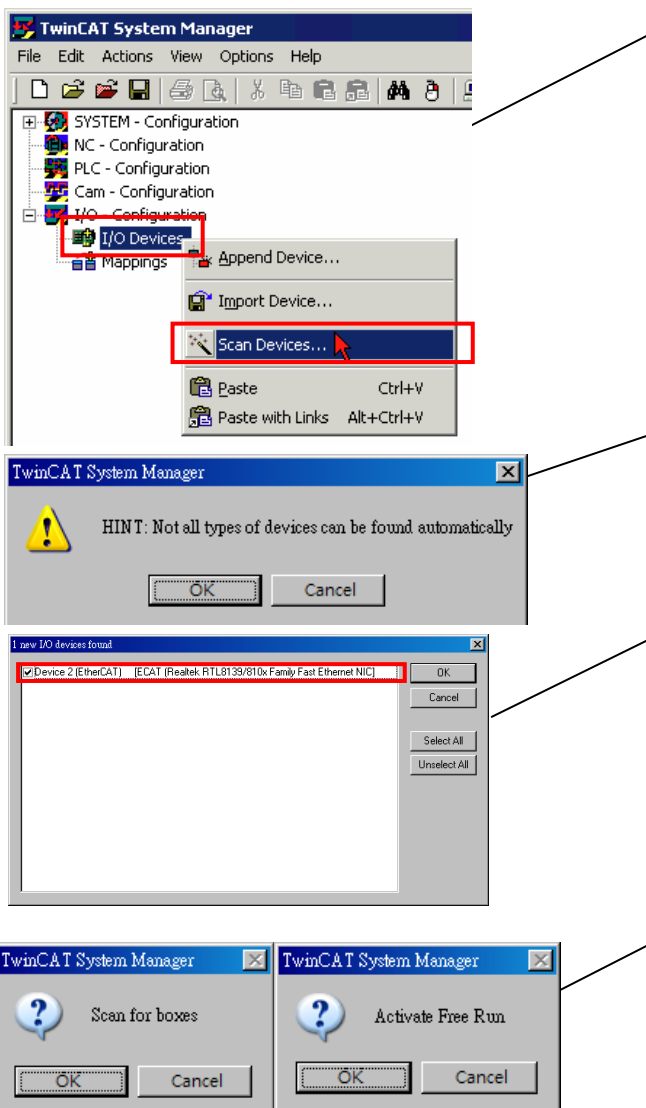 TwinCAT System Manager
File Edit Actions View Options Help
SYSTEM - Configuration
NC - Configuration
PLC - Configuration
Cam - Configuration
I/O - Configuration
I/O Devices
Mappings
Append Device...
Import Device...
Scan Devices...
Paste Ctrl+V
Paste with Links Alt+Ctrl+V
TwinCAT System Manager
HINT: Not all types of devices can be found automatically
OK Cancel
1 new I/O devices found
Device 2 (EtherCAT) [ECAT (Realtek RTL8139/810x Family Fast Ethernet NIC]
OK
Cancel
Select All
Unselect All
TwinCAT System Manager
Scan for boxes
OK Cancel
TwinCAT System Manager
Activate Free Run
OK Cancel